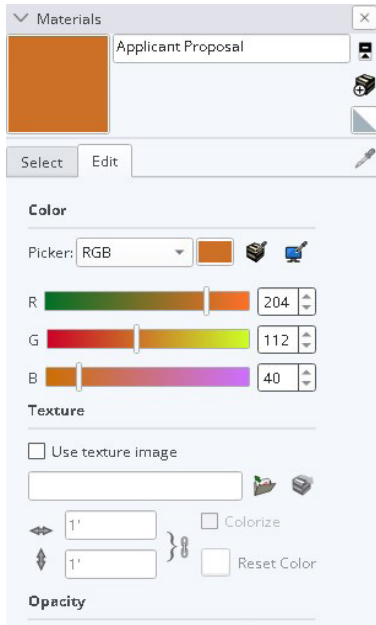 Materials
Applicant Proposal
Select Edit
Color
Picker: RGB
R 204
G 112
B 40
Texture
Use texture image
1' Colorize
1' Reset Color
Opacity